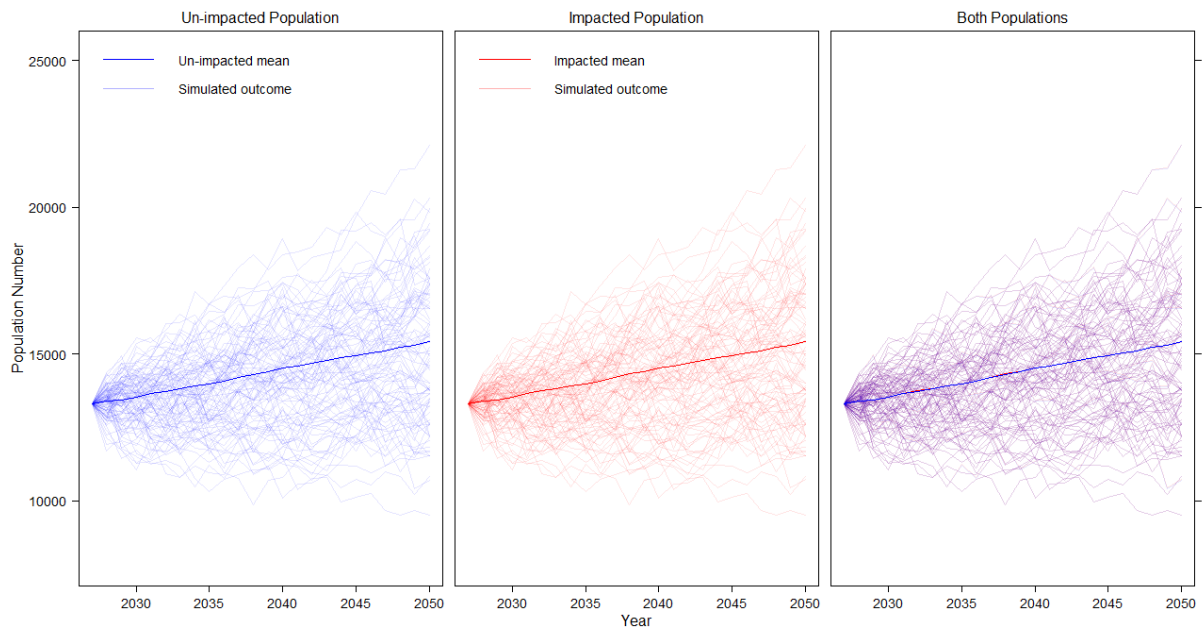 Un-impacted Population
Impacted Population
Both Populations
Un-impacted mean
Simulated outcome
Impacted mean
Simulated outcome
Population Number
25000
20000
15000
10000
2030 2035 2040 2045 2050
2030 2035 2040 2045 2050
2030 2035 2040 2045 2050
Year